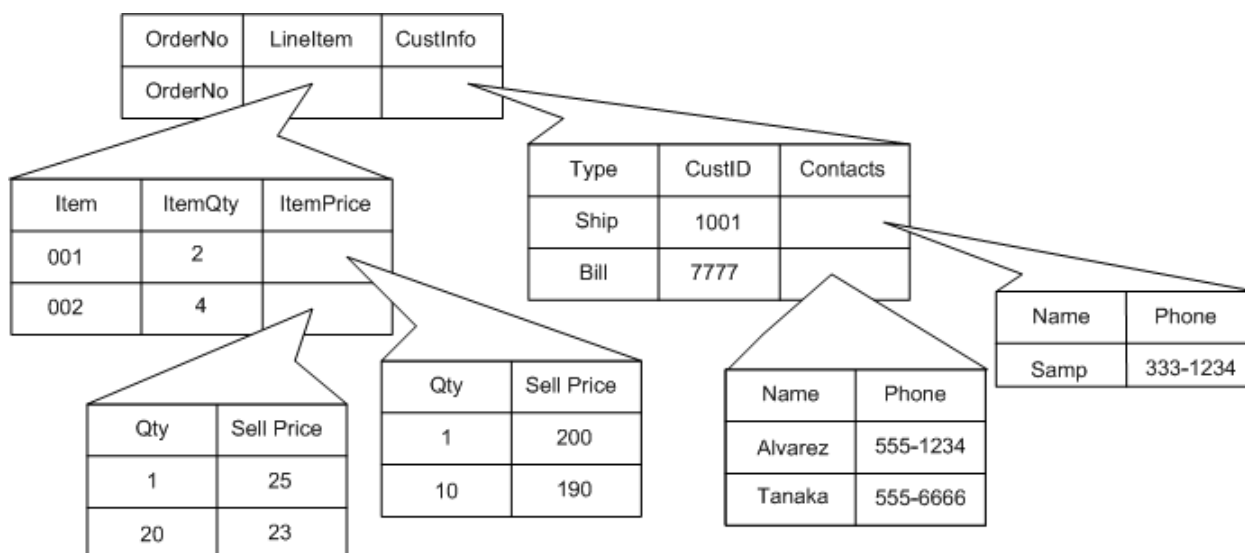 OrderNo LineItem CustInfo
OrderNo
Type CustID Contacts
Ship 1001
Bill 7777
Item ItemQty ItemPrice
001 2
002 4
Name Phone
Samp 333-1234
Qty Sell Price
1 200
10 190
Name Phone
Alvarez 555-1234
Tanaka 555-6666
Qty Sell Price
1 25
20 23